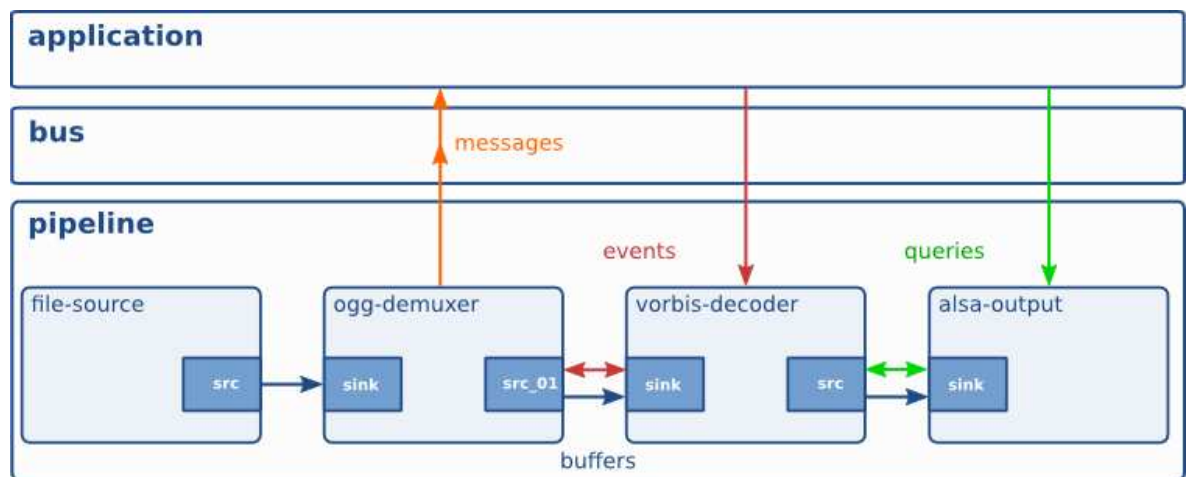 application
bus
messages
pipeline
events
queries
file-source
ogg-demuxer
vorbis-decoder
alsa-output
src
sink
src_01
sink
src
sink
buffers